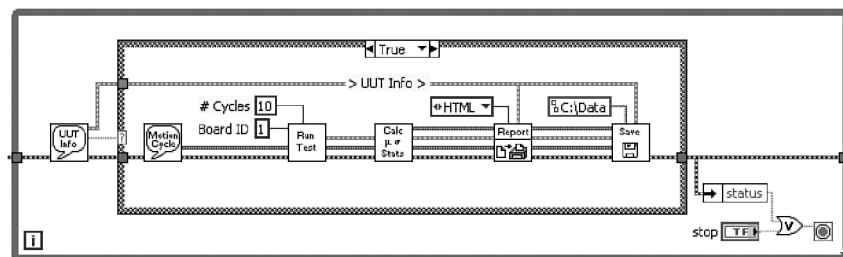 True
> UUT Info >
# Cycles 10
HTML
C:\Data
Board ID 1
UUT Info
?
Motion Cycle
Run Test
Calc μ σ Stats
Report
Save
status
stop TF
V
i